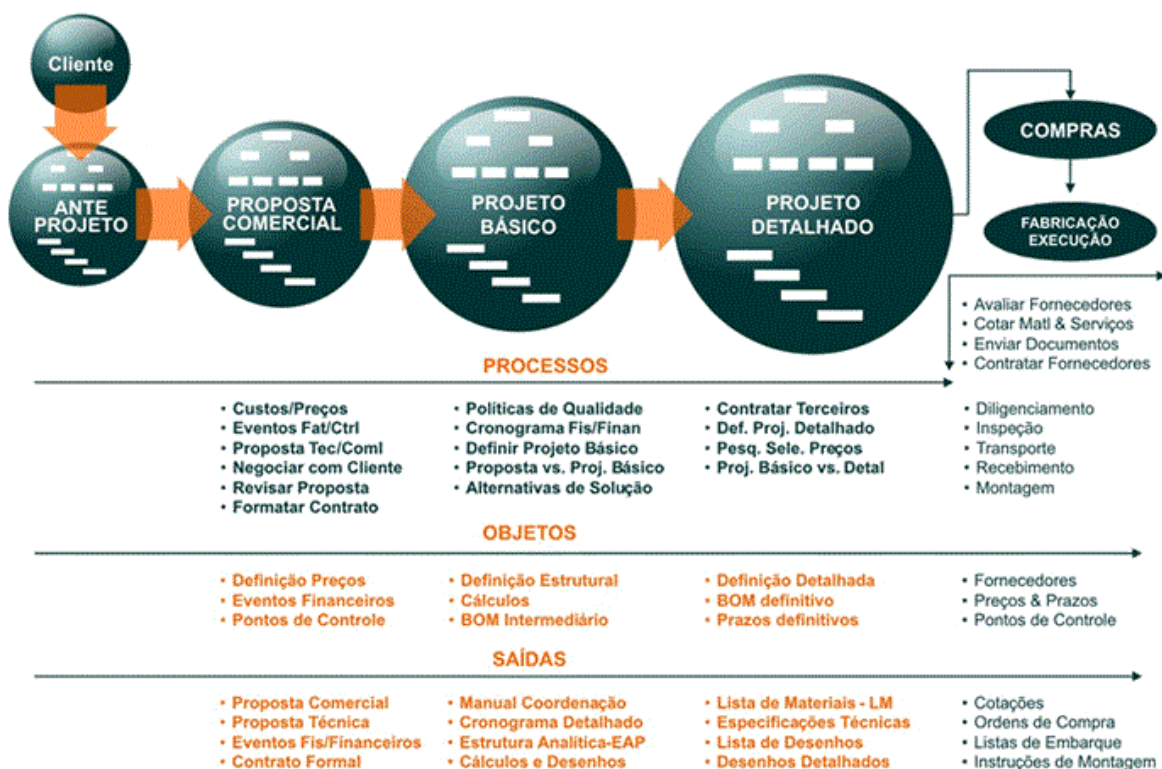 Cliente
ANTE
PROJETO
PROPOSTA
COMERCIAL
PROJETO
BÁSICO
PROJETO
DETALHADO
COMPRAS
FABRICAÇÃO
EXECUÇÃO
• Avaliar Fornecedores
• Cotar Matl & Serviços
• Enviar Documentos
• Contratar Fornecedores
PROCESSOS
• Custos/Preços
• Eventos Fat/Ctrl
• Proposta Tec/Coml
• Negociar com Cliente
• Revisar Proposta
• Formatar Contrato
• Políticas de Qualidade
• Cronograma Fis/Finan
• Definir Projeto Básico
• Proposta vs. Proj. Básico
• Alternativas de Solução
• Contratar Terceiros
• Def. Proj. Detalhado
• Pesq. Sele. Preços
• Proj. Básico vs. Detal
• Diligenciamento
• Inspeção
• Transporte
• Recebimento
• Montagem
OBJETOS
• Definição Preços
• Eventos Financeiros
• Pontos de Controle
• Definição Estrutural
• Cálculos
• BOM Intermediário
• Definição Detalhada
• BOM definitivo
• Prazos definitivos
• Fornecedores
• Preços & Prazos
• Pontos de Controle
SAÍDAS
• Proposta Comercial
• Proposta Técnica
• Eventos Fis/Financeiros
• Contrato Formal
• Manual Coordenação
• Cronograma Detalhado
• Estrutura Analítica-EAP
• Cálculos e Desenhos
• Lista de Materiais - LM
• Especificações Técnicas
• Lista de Desenhos
• Desenhos Detalhados
• Cotações
• Ordens de Compra
• Listas de Embarque
• Instruções de Montagem